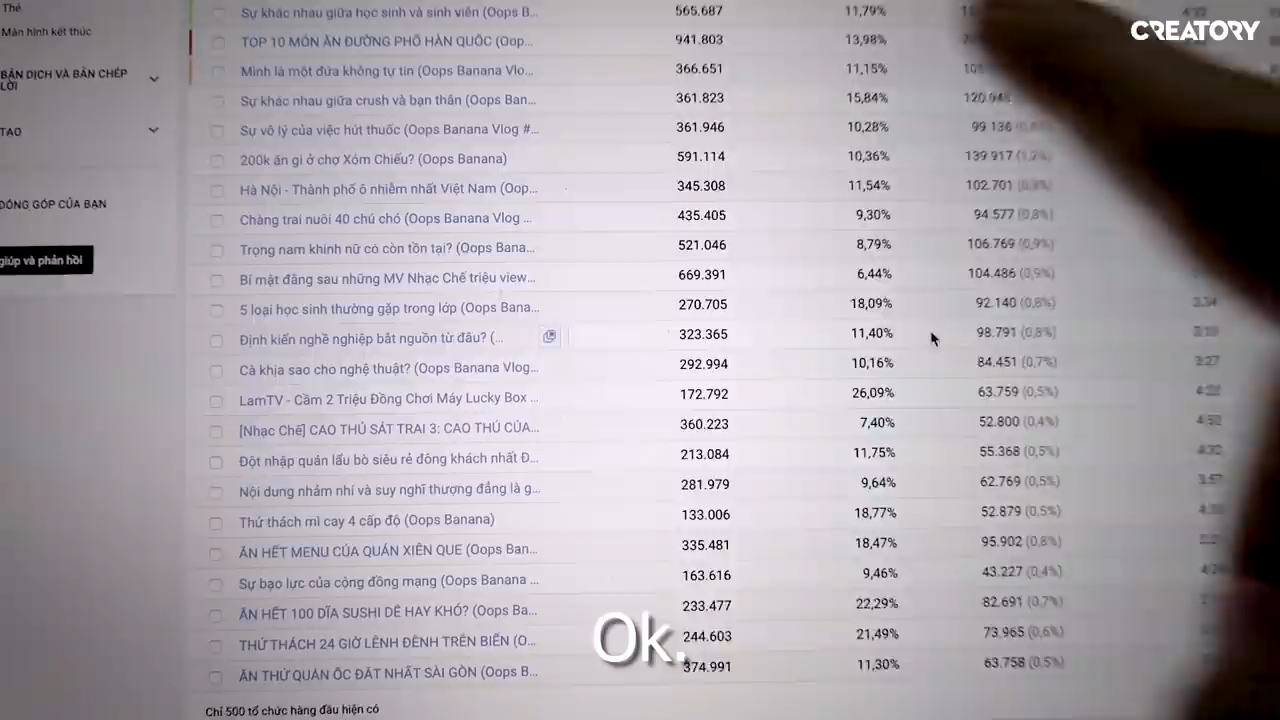 CREATORY
Thẻ
Màn hình kết thúc
BẢN DỊCH VÀ BẢN CHÉP
LỜI
TẠO
ĐÓNG GÓP CỦA BẠN
giúp và phản hồi
Sự khác nhau giữa học sinh và sinh viên (Oops B... 565.687 11,79%
TOP 10 MÓN ĂN ĐƯỜNG PHỐ HÀN QUỐC (Oop... 941.803 13,98%
Mình là một đứa không tự tin (Oops Banana Vlo... 366.651 11,15%
Sự khác nhau giữa crush và bạn thân (Oops Ban... 361.823 15,84%
Sự vô lý của việc hút thuốc (Oops Banana Vlog #... 361.946 10,28% 99 136
200k ăn gì ở chợ Xóm Chiếu? (Oops Banana) 591.114 10,36% 139 917 (1,2%)
Hà Nội - Thành phố ô nhiễm nhất Việt Nam (Oop... 345.308 11,54% 102.701 (0,9%)
Chàng trai nuôi 40 chú chó (Oops Banana Vlog ... 435.405 9,30% 94 577 (0,8%)
Trọng nam khinh nữ có còn tồn tại? (Oops Bana... 521.046 8,79% 106.769 (0,9%)
Bí mật đằng sau những MV Nhạc Chế triệu view... 669.391 6,44% 104.486 (0,9%)
5 loại học sinh thường gặp trong lớp (Oops Bana... 270.705 18,09% 92.140 (0,8%)
Định kiến nghề nghiệp bắt nguồn từ đâu? (... 323.365 11,40% 98.791 (0,8%)
Cà khịa sao cho nghệ thuật? (Oops Banana Vlog... 292.994 10,16% 84.451 (0,7%) 3:27
LamTV - Cầm 2 Triệu Đồng Chơi Máy Lucky Box ... 172.792 26,09% 63.759 (0,5%)
[Nhạc Chế] CAO THỦ SÁT TRAI 3: CAO THỦ CỦA... 360.223 7,40% 52.800 (0,4%)
Đột nhập quán lẩu bò siêu rẻ đông khách nhất Đ... 213.084 11,75% 55.368 (0,5%)
Nội dung nhảm nhí và suy nghĩ thượng đẳng là g... 281.979 9,64% 62.769 (0,5%)
Thử thách mì cay 4 cấp độ (Oops Banana) 133.006 18,77% 52.879 (0,5%)
ĂN HẾT MENU CỦA QUÁN XIÊN QUE (Oops Ban... 335.481 18,47% 95.902 (0,8%)
Sự bạo lực của cộng đồng mạng (Oops Banana ... 163.616 9,46% 43.227 (0,4%)
ĂN HẾT 100 DĨA SUSHI DỄ HAY KHÓ? (Oops Ba... 233.477 22,29% 82.691 (0,7%)
THỬ THÁCH 24 GIỜ LÊNH ĐÊNH TRÊN BIỂN (O... 244.603 21,49% 73.965 (0,6%)
ĂN THỬ QUÁN ỐC ĐẮT NHẤT SÀI GÒN (Oops B... 374.991 11,30% 63.758 (0.5%)
Ok.
Chỉ 500 tổ chức hàng đầu hiện có